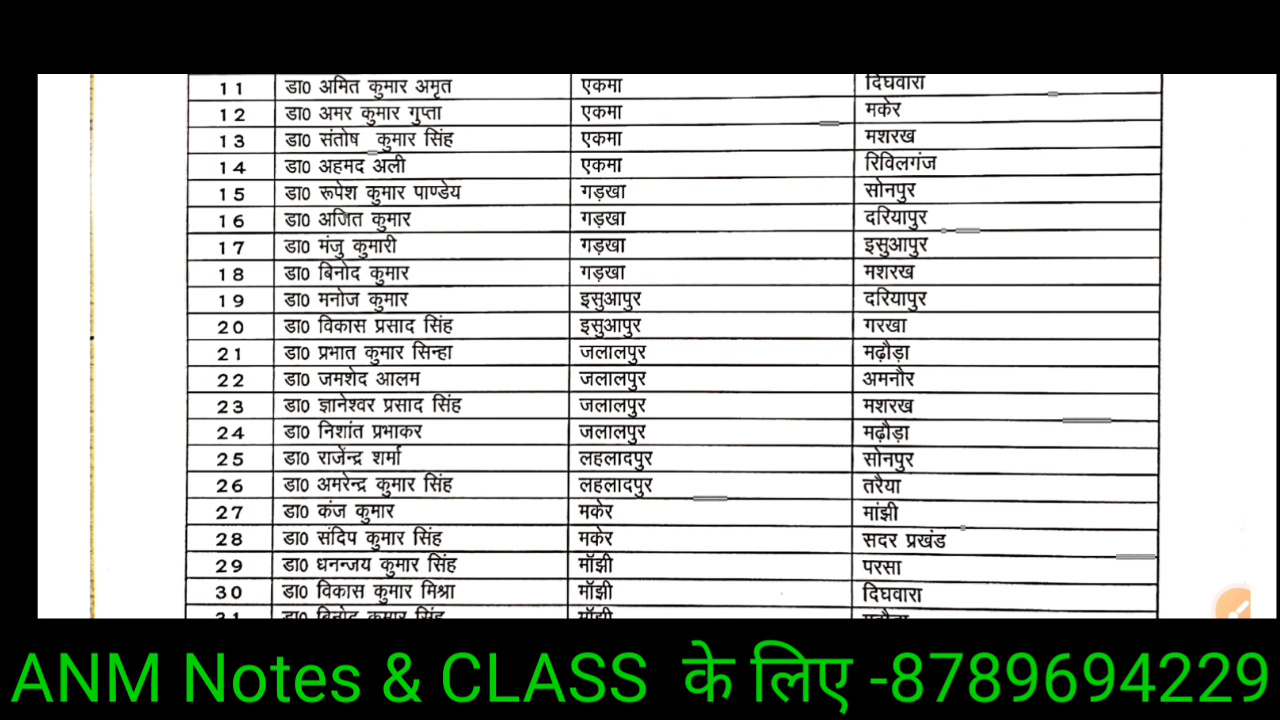 11 डा0 अमित कुमार अमृत एकमा दिघवारा
12 डा0 अमर कुमार गुप्ता एकमा मकेर
13 डा0 संतोष कुमार सिंह एकमा मशरख
14 डा0 अहमद अली एकमा रिविलगंज
15 डा0 रूपेश कुमार पाण्डेय गड़खा सोनपुर
16 डा0 अजित कुमार गड़खा दरियापुर
17 डा0 मंजु कुमारी गड़खा इसुआपुर
18 डा0 बिनोद कुमार गड़खा मशरख
19 डा0 मनोज कुमार इसुआपुर दरियापुर
20 डा0 विकास प्रसाद सिंह इसुआपुर गरखा
21 डा0 प्रभात कुमार सिन्हा जलालपुर मढ़ौड़ा
22 डा0 जमशेद आलम जलालपुर अमनौर
23 डा0 ज्ञानेश्वर प्रसाद सिंह जलालपुर मशरख
24 डा0 निशांत प्रभाकर जलालपुर मढ़ौड़ा
25 डा0 राजेंन्द्र शर्मा लहलादपुर सोनपुर
26 डा0 अमरेन्द्र कुमार सिंह लहलादपुर तरैया
27 डा0 कंज कुमार मकेर मांझी
28 डा0 संदिप कुमार सिंह मकेर सदर प्रखंड
29 डा0 धनन्जय कुमार सिंह मॉझी परसा
30 डा0 विकास कुमार मिश्रा मॉझी दिघवारा
31 डा0 बिनोद कुमार सिंह मॉझी
ANM Notes & CLASS के लिए -8789694229